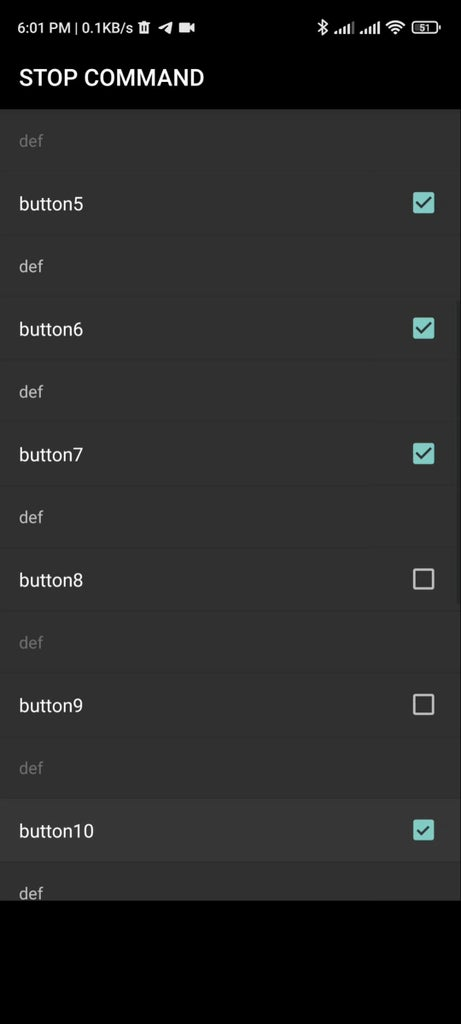 6:01 PM | 0.1KB/s
51
STOP COMMAND
def
button5
def
button6
def
button7
def
button8
def
button9
def
button10
def